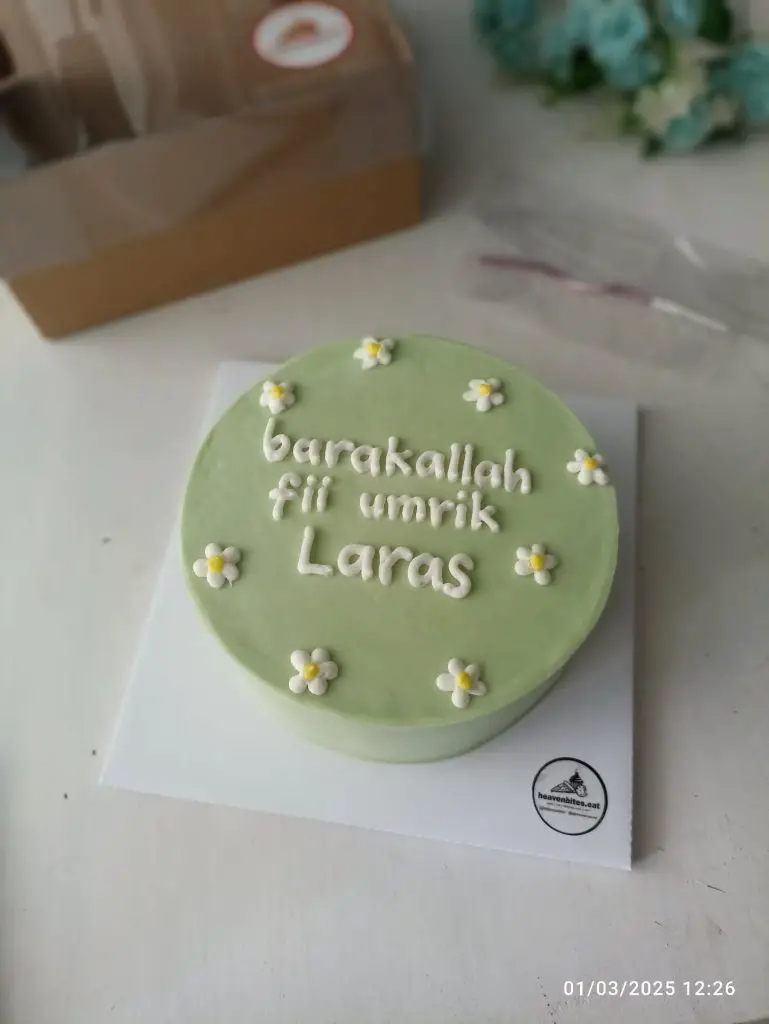 barakallah
fii umrik
Laras
heavenbites.eat
01/03/2025 12:26